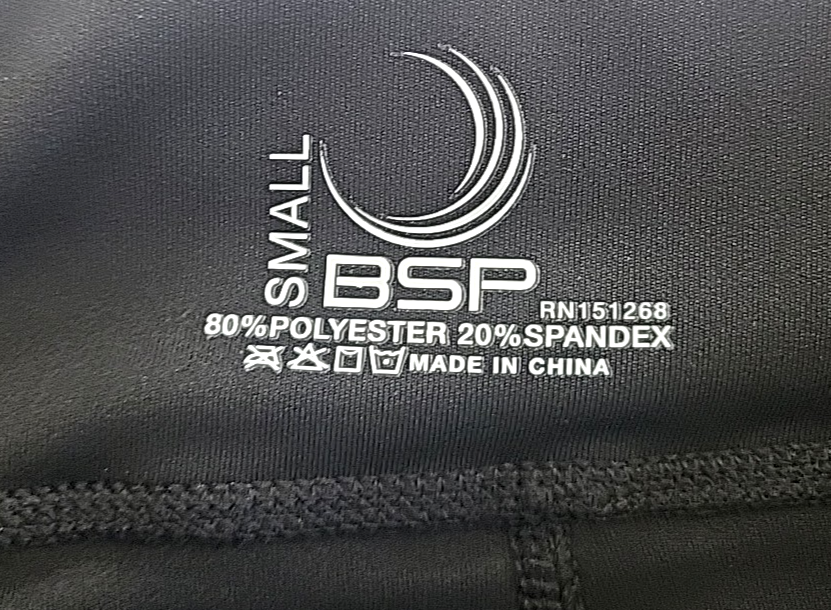 SMALL
BSP
RN151268
80%POLYESTER 20%SPANDEX
MADE IN CHINA